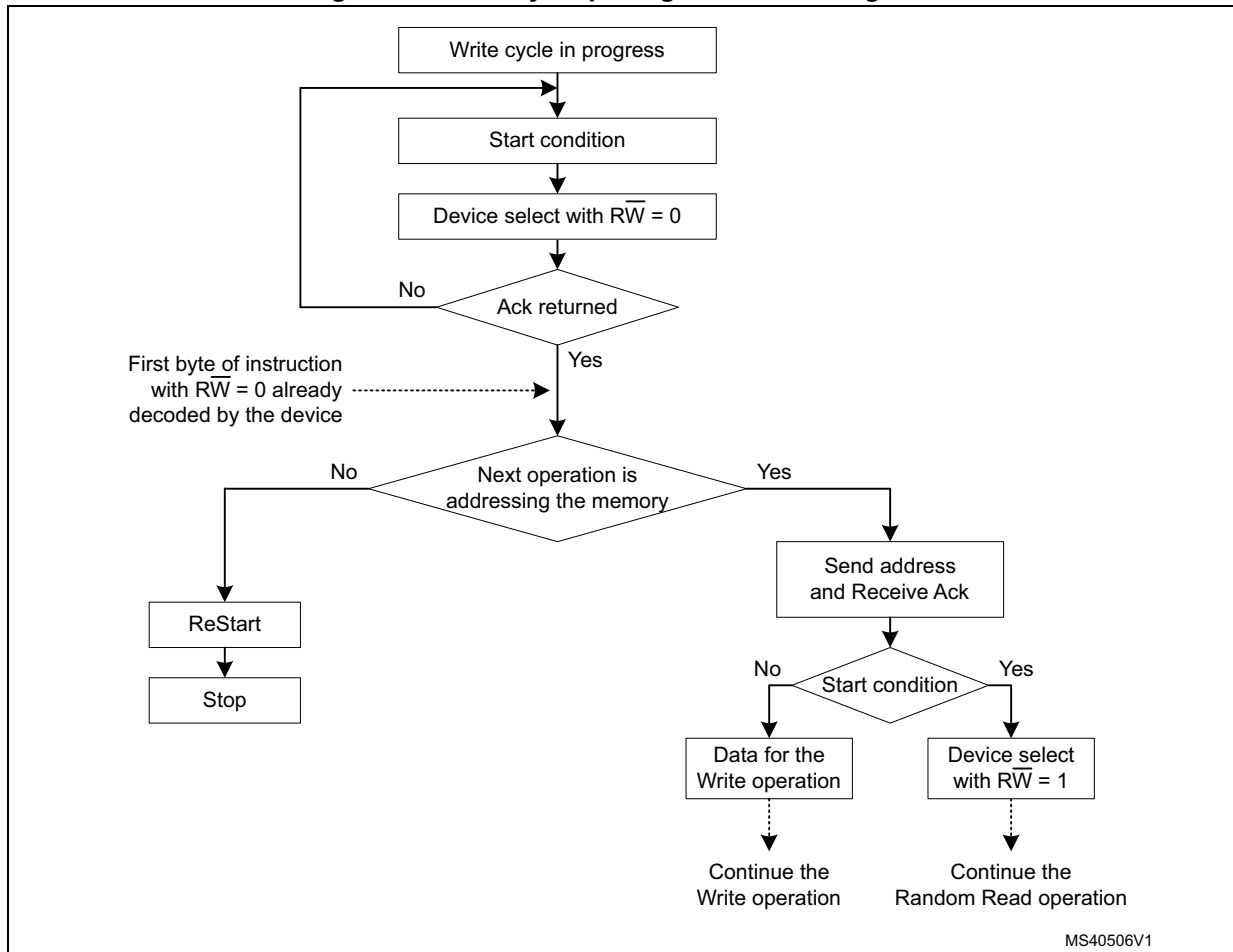 Write cycle in progress
Start condition
Device select with RW̅ = 0
No
Ack returned
Yes
First byte of instruction
with RW̅ = 0 already
decoded by the device
No
Next operation is
addressing the memory
Yes
Send address
and Receive Ack
ReStart
Stop
No
Start condition
Yes
Data for the
Write operation
Device select
with RW̅ = 1
Continue the
Write operation
Continue the
Random Read operation
MS40506V1